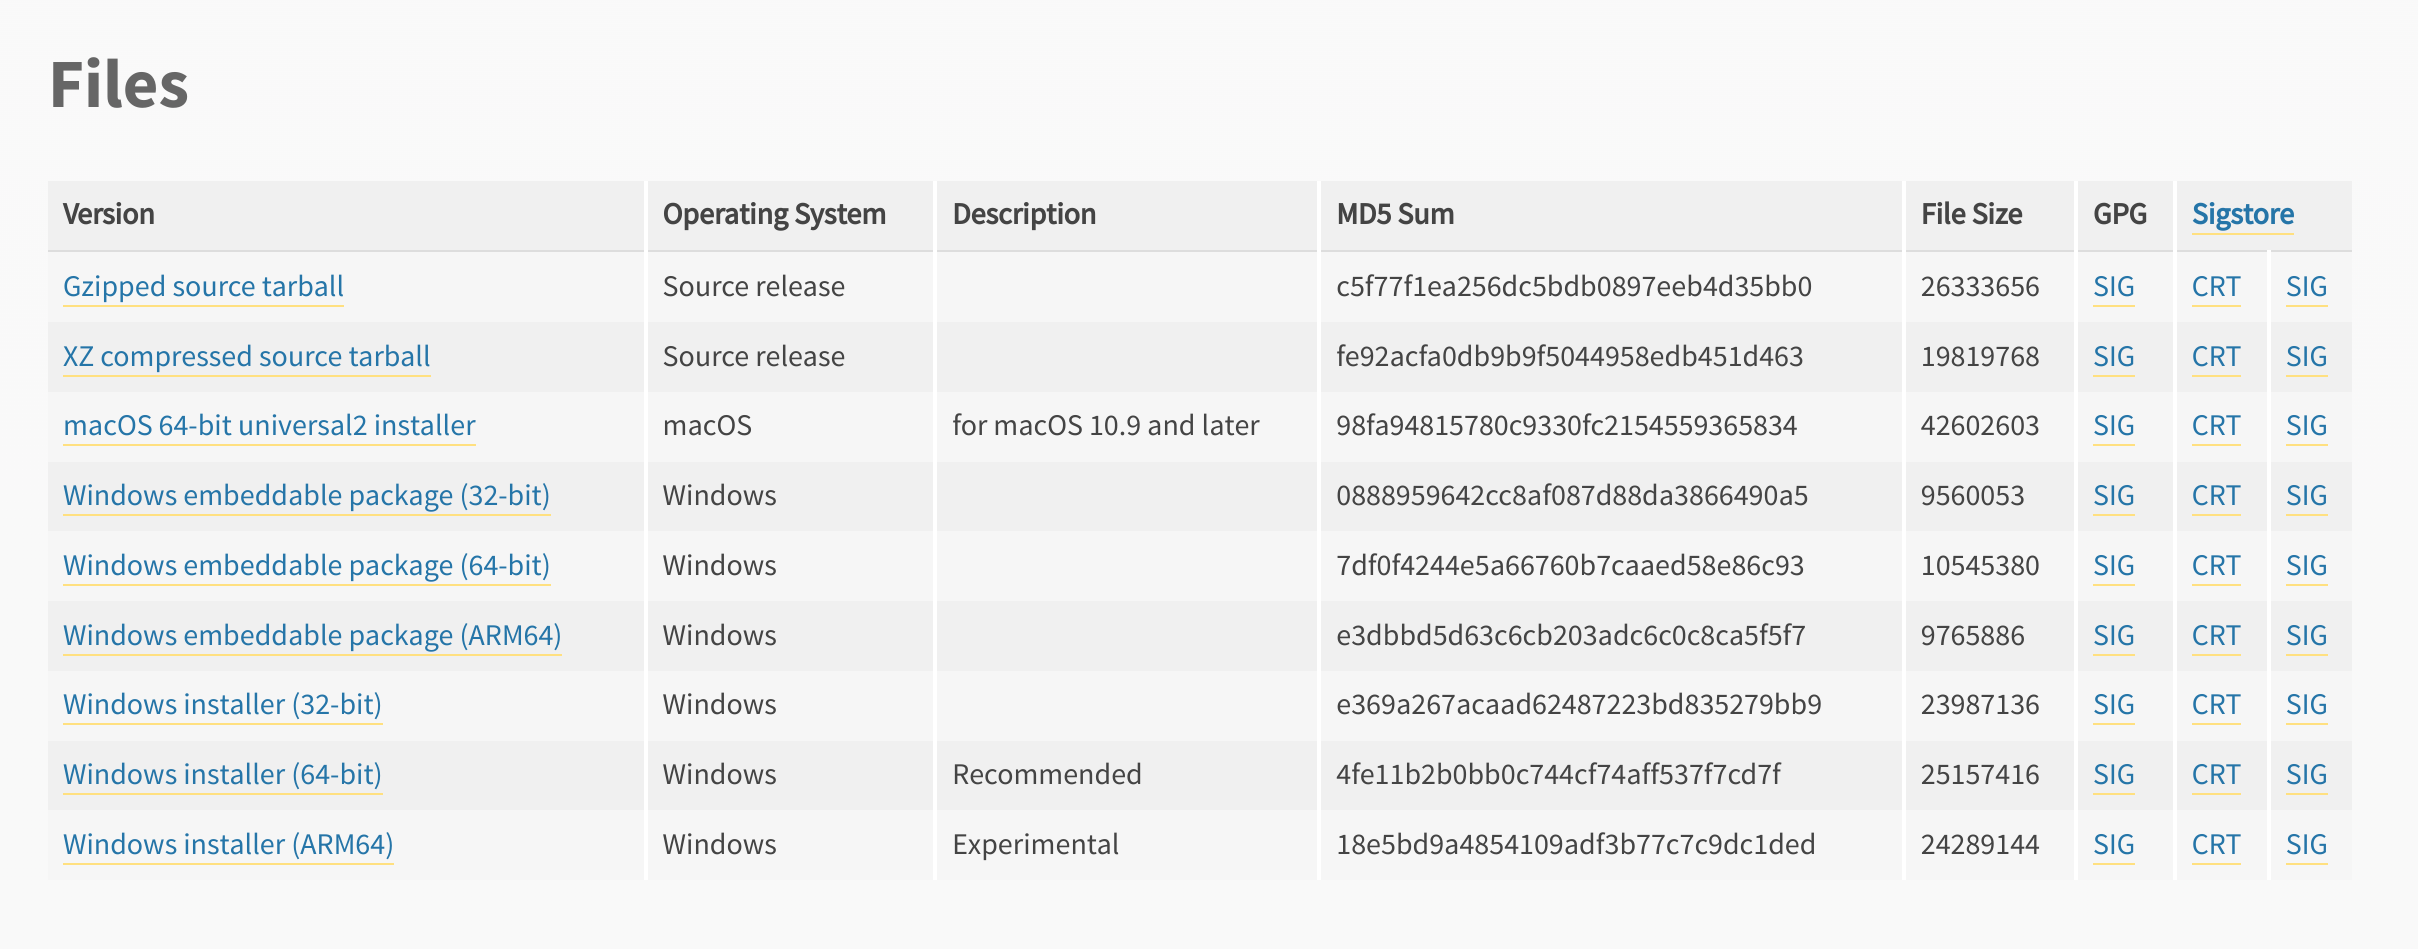 Files
Version Operating System Description MD5 Sum File Size GPG Sigstore
Gzipped source tarball Source release c5f77f1ea256dc5bdb0897eeb4d35bb0 26333656 SIG CRT SIG
XZ compressed source tarball Source release fe92acfa0db9b9f5044958edb451d463 19819768 SIG CRT SIG
macOS 64-bit universal2 installer macOS for macOS 10.9 and later 98fa94815780c9330fc2154559365834 42602603 SIG CRT SIG
Windows embeddable package (32-bit) Windows 0888959642cc8af087d88da3866490a5 9560053 SIG CRT SIG
Windows embeddable package (64-bit) Windows 7df0f4244e5a66760b7caaed58e86c93 10545380 SIG CRT SIG
Windows embeddable package (ARM64) Windows e3dbbd5d63c6cb203adc6c0c8ca5f5f7 9765886 SIG CRT SIG
Windows installer (32-bit) Windows e369a267acaad62487223bd835279bb9 23987136 SIG CRT SIG
Windows installer (64-bit) Windows Recommended 4fe11b2b0bb0c744cf74aff537f7cd7f 25157416 SIG CRT SIG
Windows installer (ARM64) Windows Experimental 18e5bd9a4854109adf3b77c7c9dc1ded 24289144 SIG CRT SIG